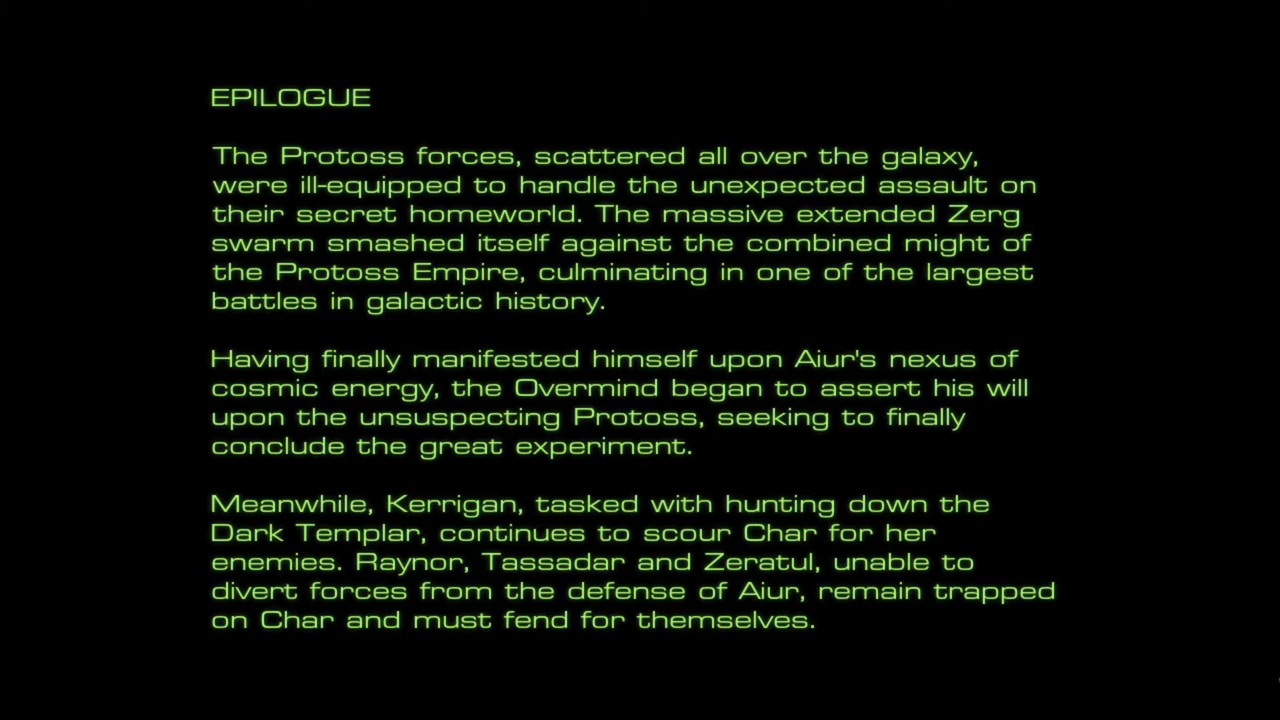 EPILOGUE
The Protoss forces, scattered all over the galaxy,
were ill-equipped to handle the unexpected assault on
their secret homeworld. The massive extended Zerg
swarm smashed itself against the combined might of
the Protoss Empire, culminating in one of the largest
battles in galactic history.
Having finally manifested himself upon Aiur's nexus of
cosmic energy, the Overmind began to assert his will
upon the unsuspecting Protoss, seeking to finally
conclude the great experiment.
Meanwhile, Kerrigan, tasked with hunting down the
Dark Templar, continues to scour Char for her
enemies. Raynor, Tassadar and Zeratul, unable to
divert forces from the defense of Aiur, remain trapped
on Char and must fend for themselves.